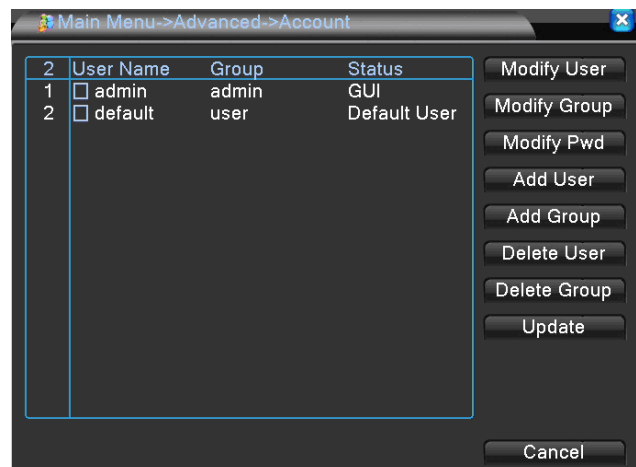 Main Menu->Advanced->Account
2 User Name Group Status
1 admin admin GUI
2 default user Default User
Modify User
Modify Group
Modify Pwd
Add User
Add Group
Delete User
Delete Group
Update
Cancel